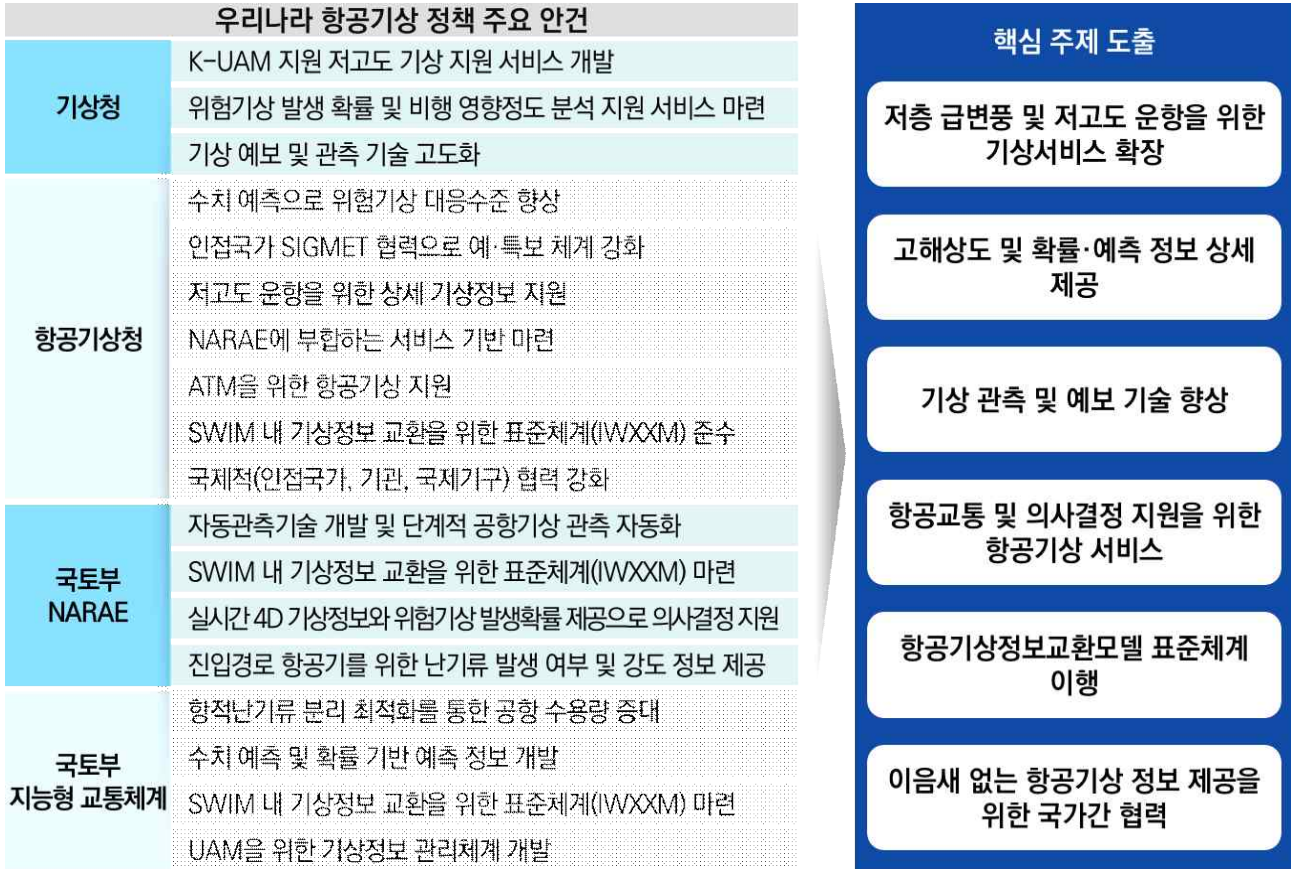 우리나라 항공기상 정책 주요 안건
기상청
K-UAM 지원 저고도 기상 지원 서비스 개발
위험기상 발생 확률 및 비행 영향정도 분석 지원 서비스 마련
기상 예보 및 관측 기술 고도화
항공기상청
수치 예측으로 위험기상 대응수준 향상
인접국가 SIGMET 협력으로 예·특보 체계 강화
저고도 운항을 위한 상세 기상정보 지원
NARAE에 부합하는 서비스 기반 마련
ATM을 위한 항공기상 지원
SWIM 내 기상정보 교환을 위한 표준체계(IWXXM) 준수
국제적(인접국가, 기관, 국제기구) 협력 강화
국토부
NARAE
자동관측기술 개발 및 단계적 공항기상 관측 자동화
SWIM 내 기상정보 교환을 위한 표준체계(IWXXM) 마련
실시간 4D 기상정보와 위험기상 발생확률 제공으로 의사결정 지원
진입경로 항공기를 위한 난기류 발생 여부 및 강도 정보 제공
국토부
지능형 교통체계
항적난기류 분리 최적화를 통한 공항 수용량 증대
수치 예측 및 확률 기반 예측 정보 개발
SWIM 내 기상정보 교환을 위한 표준체계(IWXXM) 마련
UAM을 위한 기상정보 관리체계 개발
핵심 주제 도출
저층 급변풍 및 저고도 운항을 위한
기상서비스 확장
고해상도 및 확률·예측 정보 상세
제공
기상 관측 및 예보 기술 향상
항공교통 및 의사결정 지원을 위한
항공기상 서비스
항공기상정보교환모델 표준체계
이행
이음새 없는 항공기상 정보 제공을
위한 국가간 협력